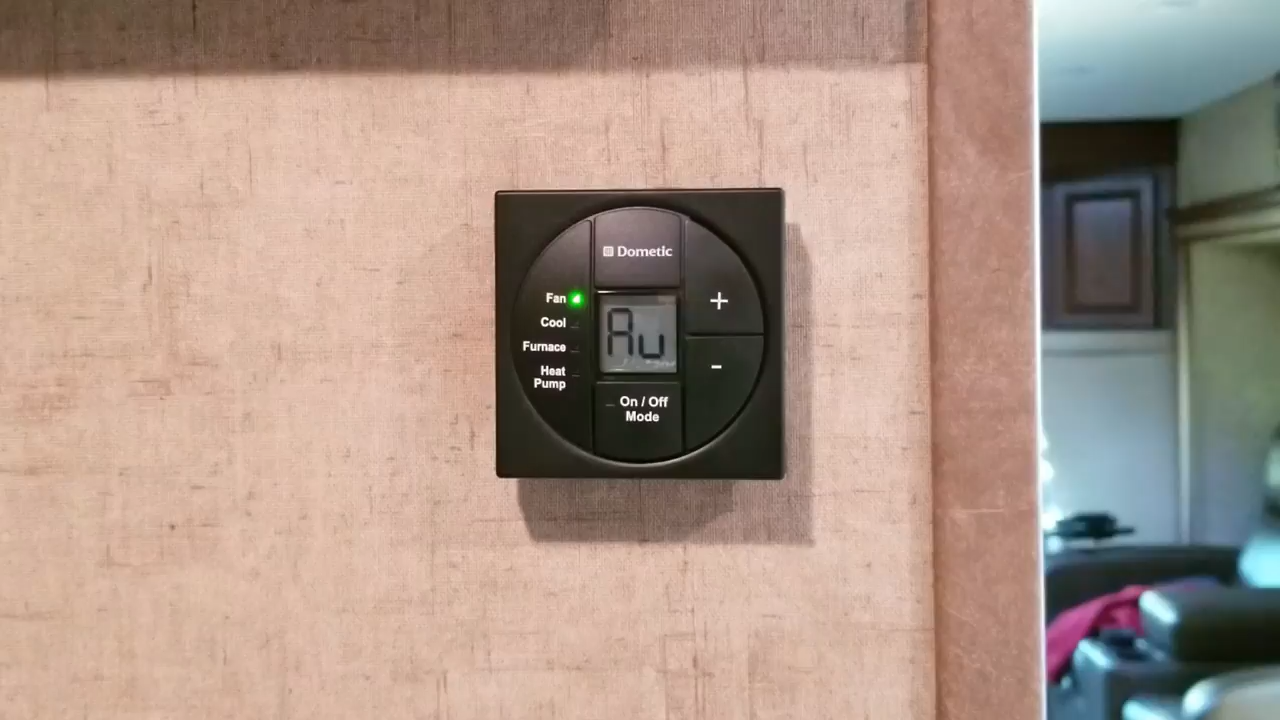 Dometic
Fan
Cool
Furnace
Heat
Pump
Au
+
-
On / Off
Mode